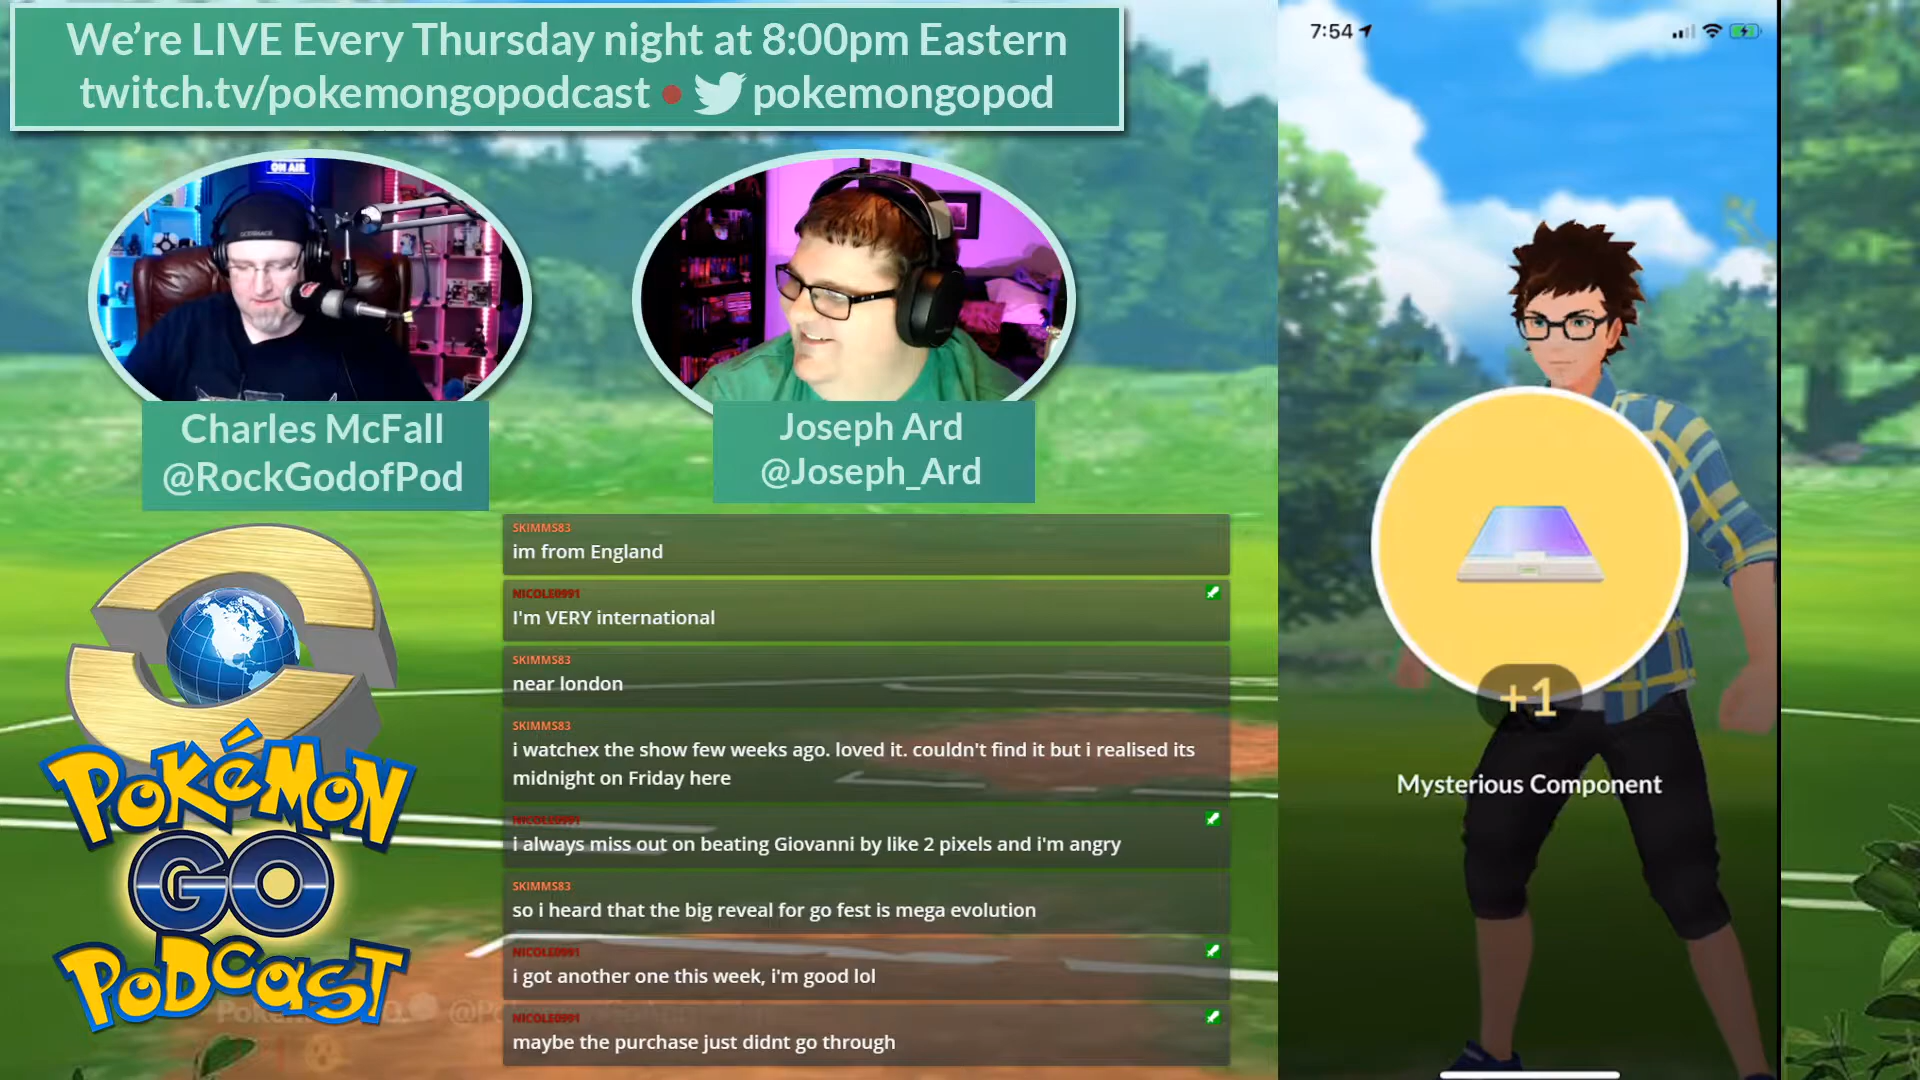 We're LIVE Every Thursday night at 8:00pm Eastern
twitch.tv/pokemongopodcast • pokemongopod
7:54
ON AIR
Charles McFall
@RockGodofPod
Joseph Ard
@Joseph_Ard
SKIMMS83
im from England
NICOLE0991
I'm VERY international
SKIMMS83
near london
SKIMMS83
i watchex the show few weeks ago. loved it. couldn't find it but i realised its
midnight on Friday here
NICOLE0991
i always miss out on beating Giovanni by like 2 pixels and i'm angry
SKIMMS83
so i heard that the big reveal for go fest is mega evolution
NICOLE0991
i got another one this week, i'm good lol
NICOLE0991
maybe the purchase just didnt go through
POKéMON
GO
PODCAST
+1
Mysterious Component